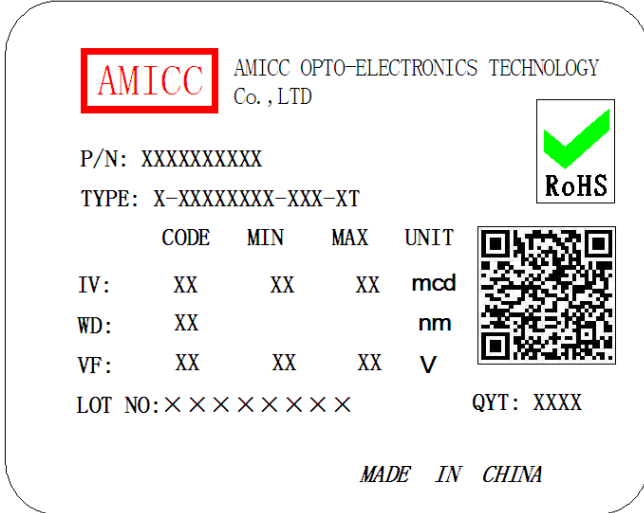 AMICC
AMICC OPTO-ELECTRONICS TECHNOLOGY
Co.,LTD
RoHS
P/N: XXXXXXXXXX
TYPE: X-XXXXXXXX-XXX-XT
CODE MIN MAX UNIT
IV: XX XX XX mcd
WD: XX nm
VF: XX XX XX V
LOT NO:××××××××
QYT: XXXX
MADE IN CHINA